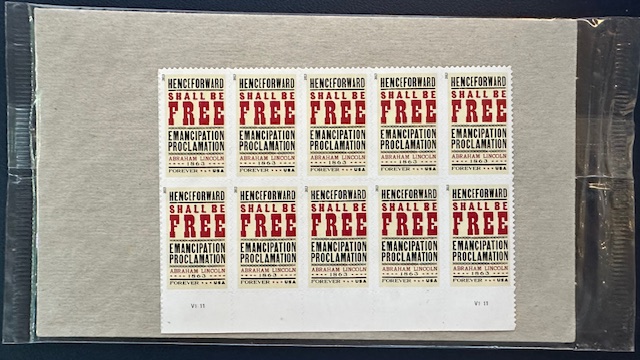 HENCEFORWARD
SHALL BE
FREE
EMANCIPATION
PROCLAMATION
ABRAHAM LINCOLN
1863
FOREVER USA
HENCEFORWARD
SHALL BE
FREE
EMANCIPATION
PROCLAMATION
ABRAHAM LINCOLN
1863
FOREVER USA
HENCEFORWARD
SHALL BE
FREE
EMANCIPATION
PROCLAMATION
ABRAHAM LINCOLN
1863
FOREVER USA
HENCEFORWARD
SHALL BE
FREE
EMANCIPATION
PROCLAMATION
ABRAHAM LINCOLN
1863
FOREVER USA
HENCEFORWARD
SHALL BE
FREE
EMANCIPATION
PROCLAMATION
ABRAHAM LINCOLN
1863
FOREVER USA
HENCEFORWARD
SHALL BE
FREE
EMANCIPATION
PROCLAMATION
ABRAHAM LINCOLN
1863
FOREVER USA
HENCEFORWARD
SHALL BE
FREE
EMANCIPATION
PROCLAMATION
ABRAHAM LINCOLN
1863
FOREVER USA
HENCEFORWARD
SHALL BE
FREE
EMANCIPATION
PROCLAMATION
ABRAHAM LINCOLN
1863
FOREVER USA
HENCEFORWARD
SHALL BE
FREE
EMANCIPATION
PROCLAMATION
ABRAHAM LINCOLN
1863
FOREVER USA
HENCEFORWARD
SHALL BE
FREE
EMANCIPATION
PROCLAMATION
ABRAHAM LINCOLN
1863
FOREVER USA
V1 11
V1 11